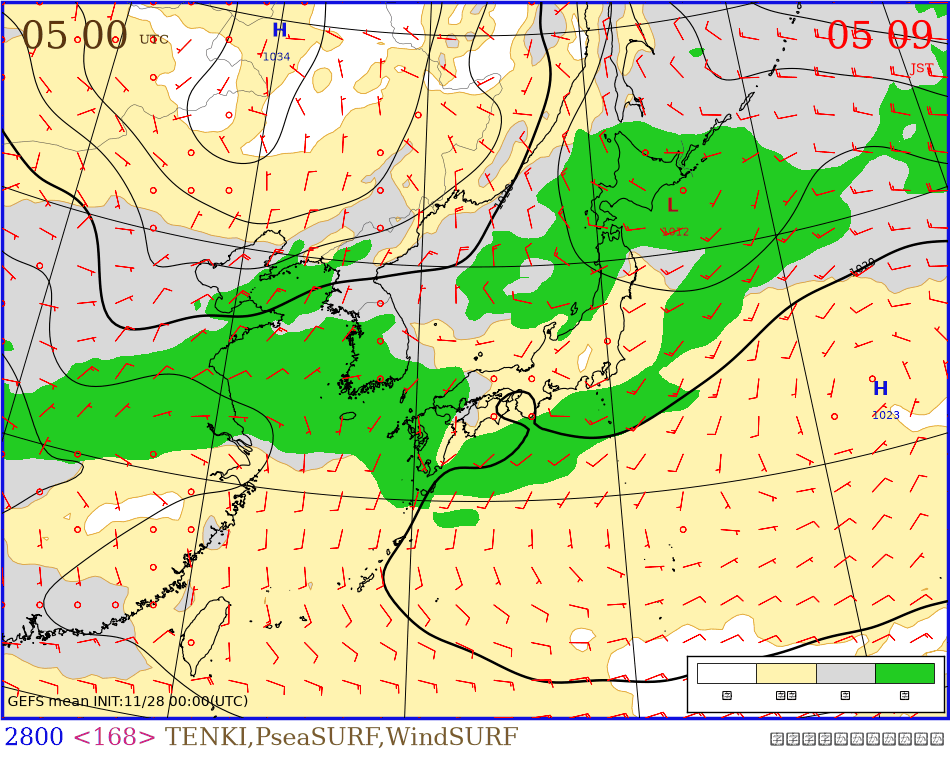 05 00 UTC
05 09
JST
H
1034
L
1012
1020
1020
H
1023
GEFS mean INIT:11/28 00:00(UTC)
2800 <168> TENKI,PseaSURF,WindSURF